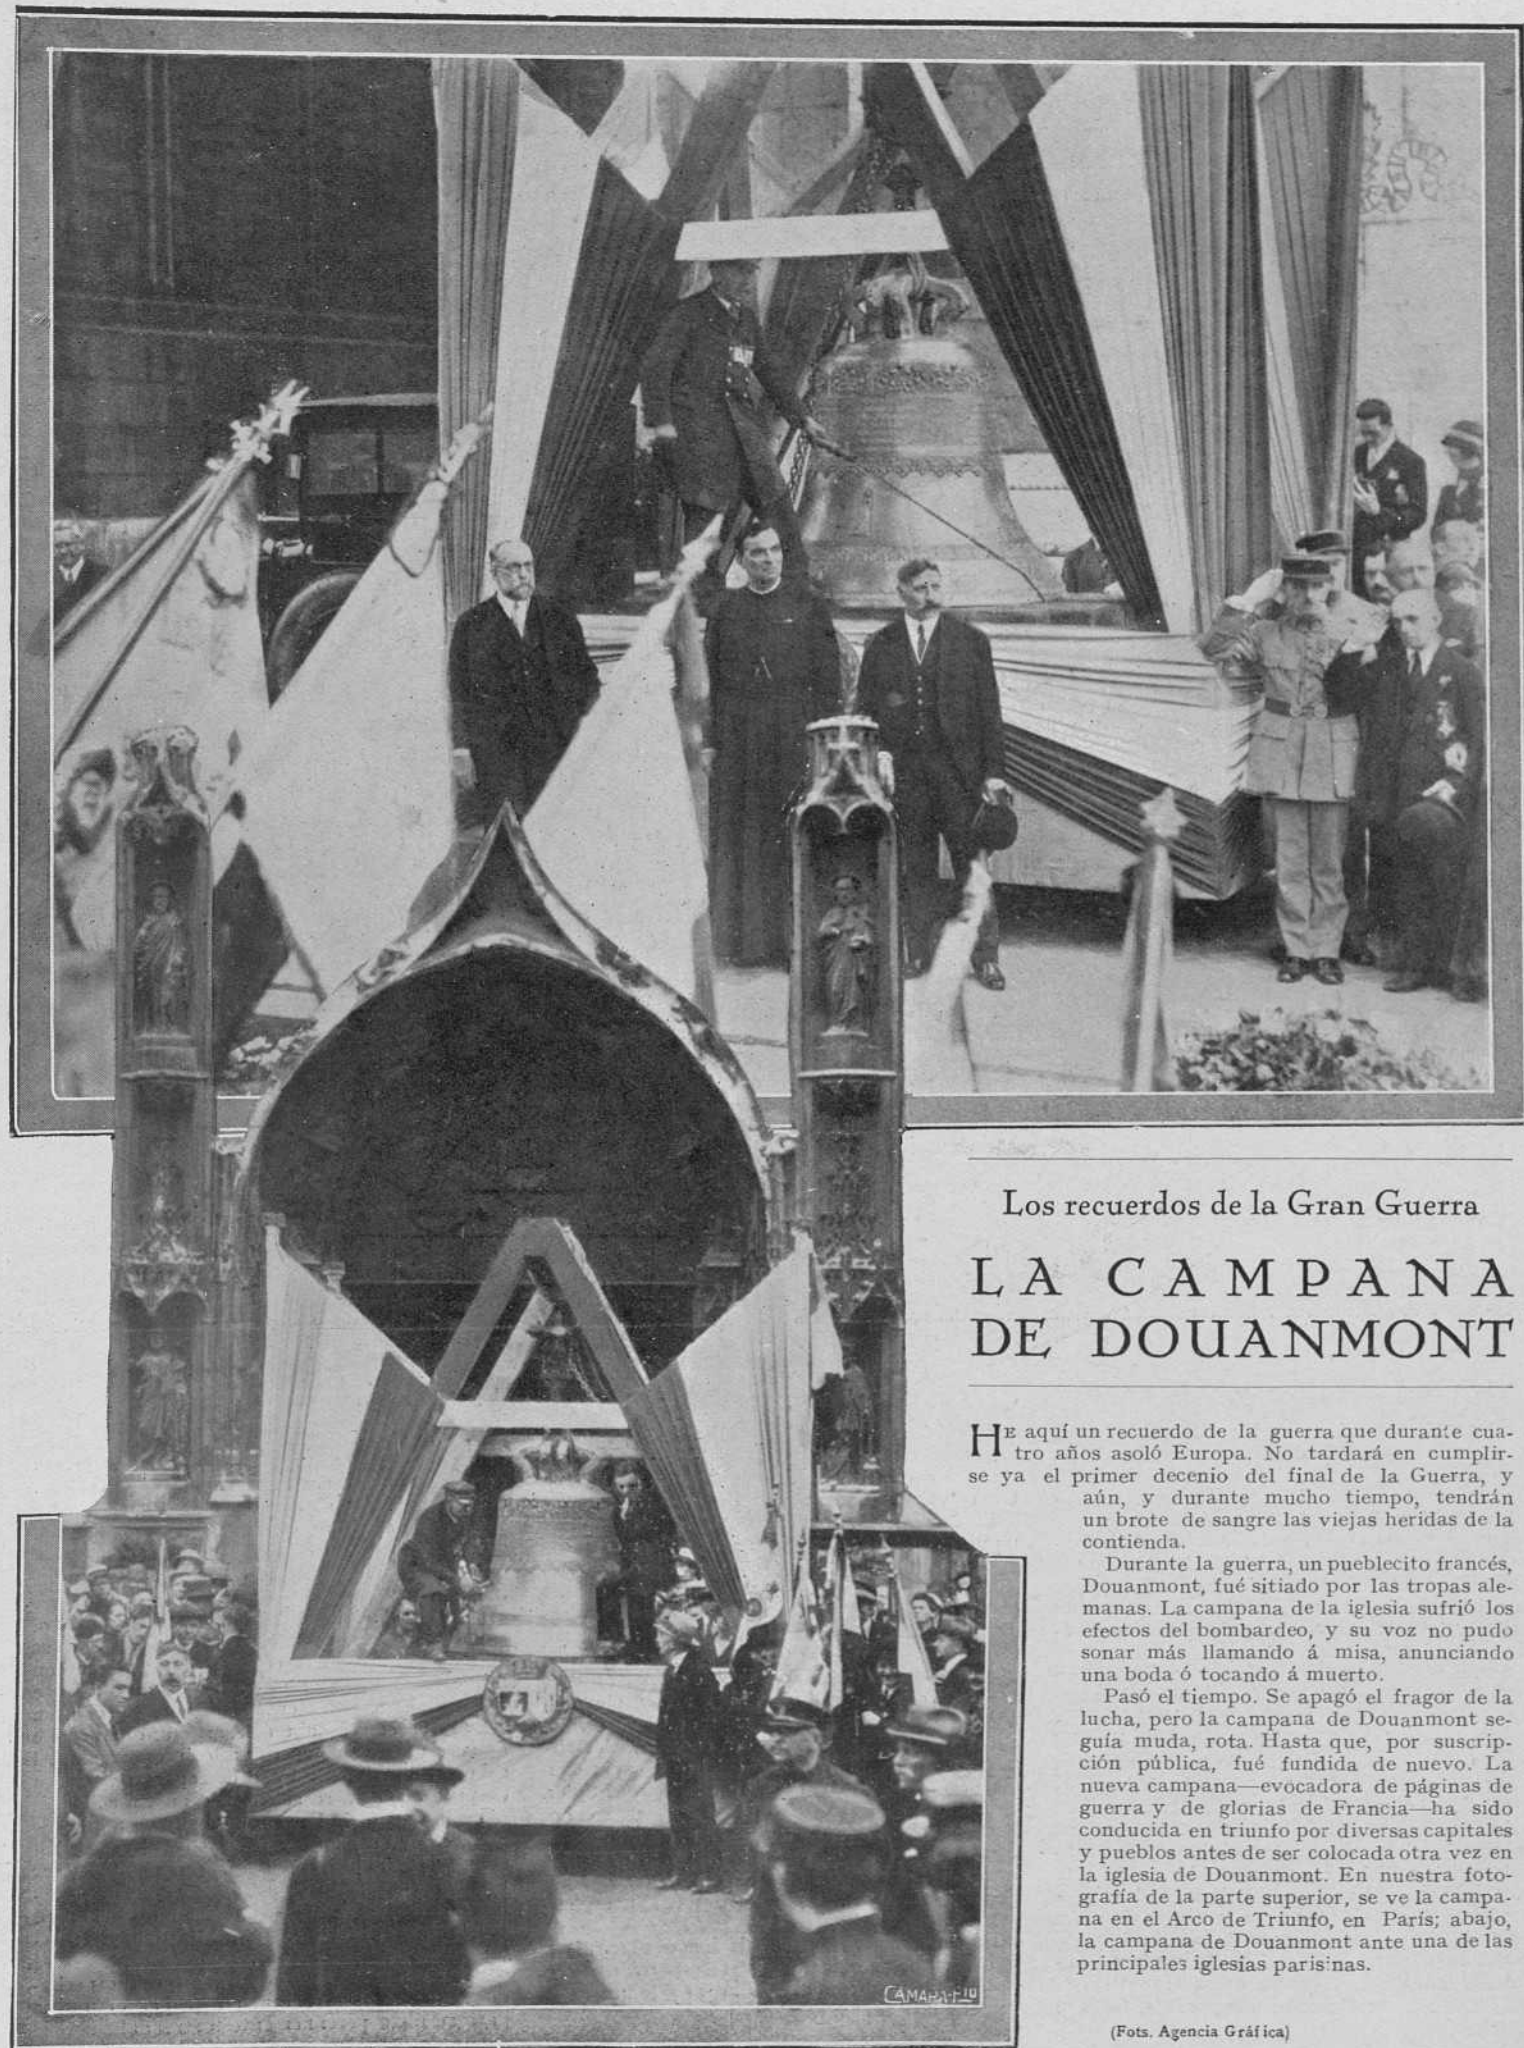 Los recuerdos de la Gran Guerra
LA CAMPANA
DE DOUANMONT
HE aquí un recuerdo de la guerra que durante cua-
tro años asoló Europa. No tardará en cumplir-
se ya el primer decenio del final de la Guerra, y
aún, y durante mucho tiempo, tendrán
un brote de sangre las viejas heridas de la
contienda.
Durante la guerra, un pueblecito francés,
Douanmont, fué sitiado por las tropas ale-
manas. La campana de la iglesia sufrió los
efectos del bombardeo, y su voz no pudo
sonar más llamando á misa, anunciando
una boda ó tocando á muerto.
Pasó el tiempo. Se apagó el fragor de la
lucha, pero la campana de Douanmont se-
guía muda, rota. Hasta que, por suscrip-
ción pública, fué fundida de nuevo. La
nueva campana—evocadora de páginas de
guerra y de glorias de Francia—ha sido
conducida en triunfo por diversas capitales
y pueblos antes de ser colocada otra vez en
la iglesia de Douanmont. En nuestra foto-
grafía de la parte superior, se ve la campa-
na en el Arco de Triunfo, en París; abajo,
la campana de Douanmont ante una de las
principales iglesias parisinas.
CÁMARA-FIO
(Fots. Agencia Gráfica)